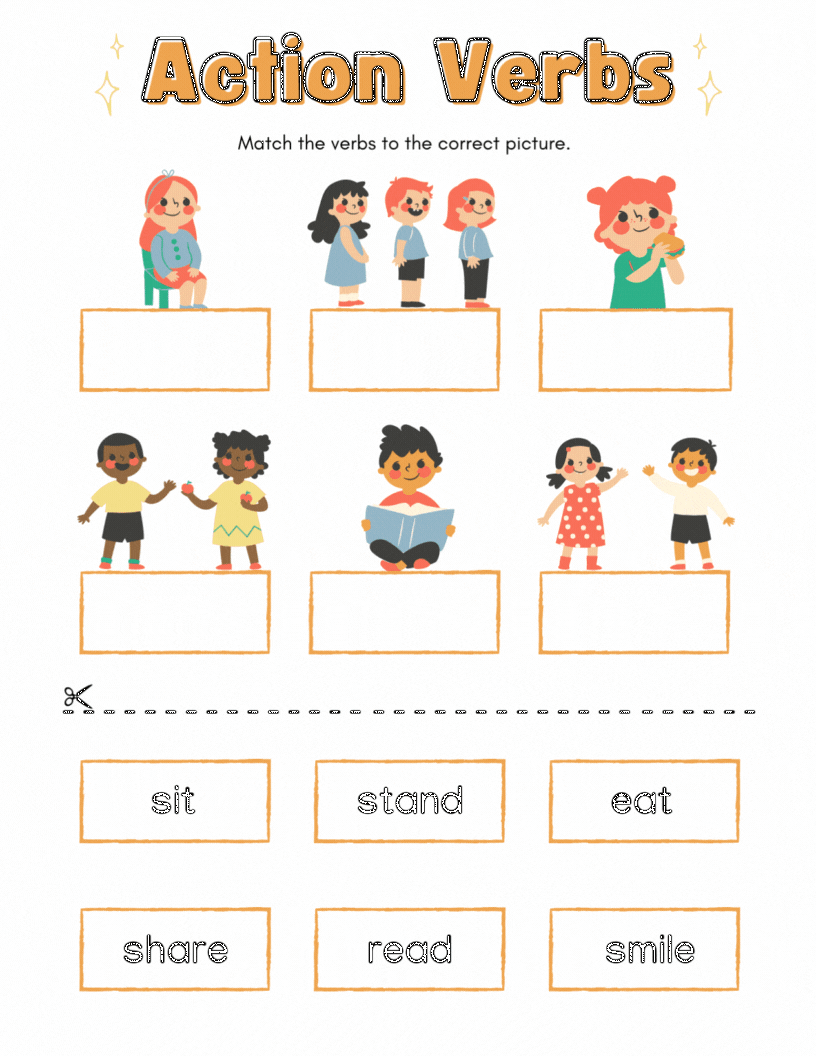 Action Verbs
Match the verbs to the correct picture.
sit
stand
eat
share
read
smile